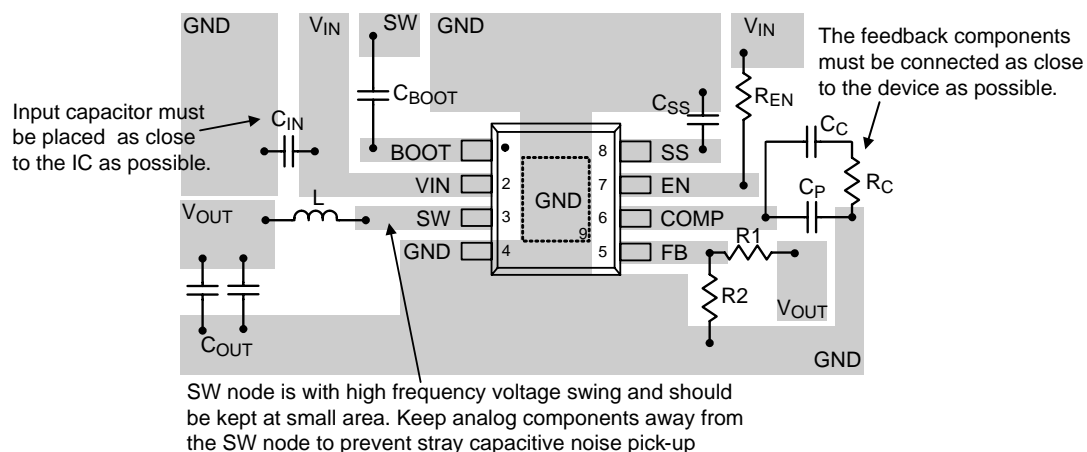 GND
VIN
SW
GND
VIN
The feedback components
must be connected as close
to the device as possible.
Input capacitor must
be placed as close
to the IC as possible.
CIN
CBOOT
CSS
REN
CC
RC
CP
BOOT
VIN
SW
GND
2
3
4
GND
9
8
7
6
5
SS
EN
COMP
FB
L
VOUT
COUT
R1
R2
VOUT
GND
SW node is with high frequency voltage swing and should
be kept at small area. Keep analog components away from
the SW node to prevent stray capacitive noise pick-up